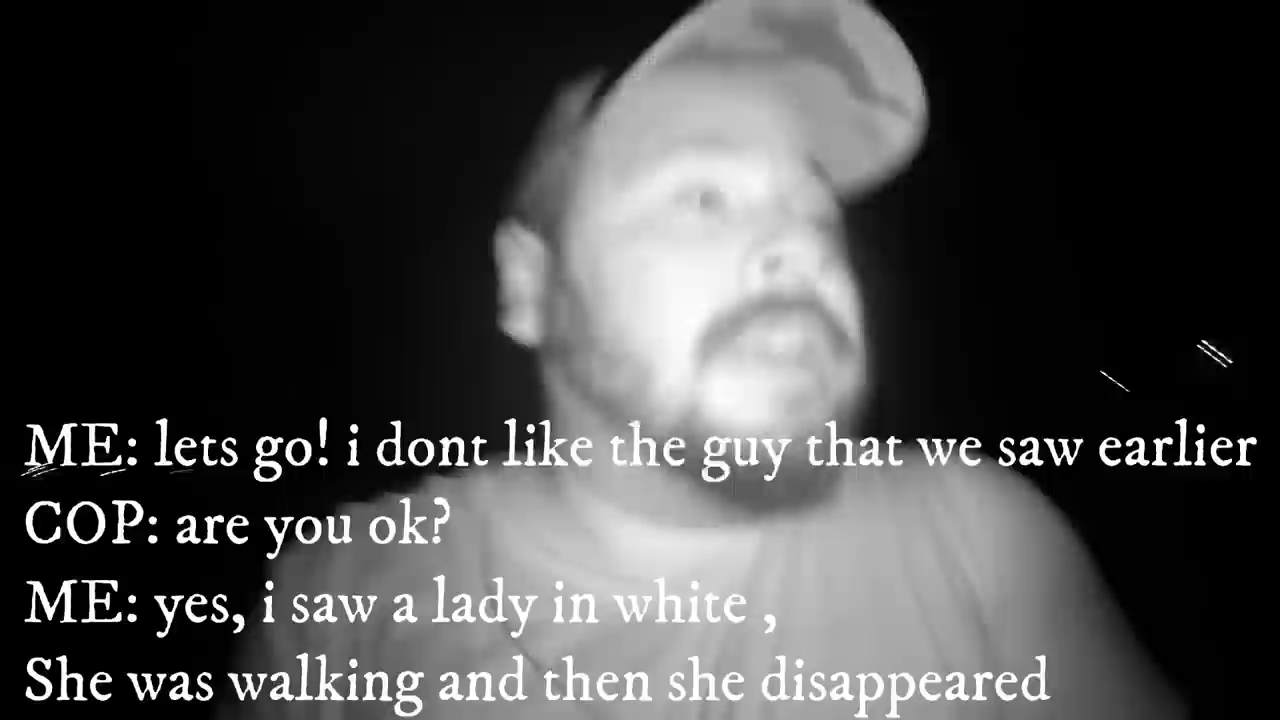 ME: lets go! i dont like the guy that we saw earlier
COP: are you ok?
ME: yes, i saw a lady in white ,
She was walking and then she disappeared